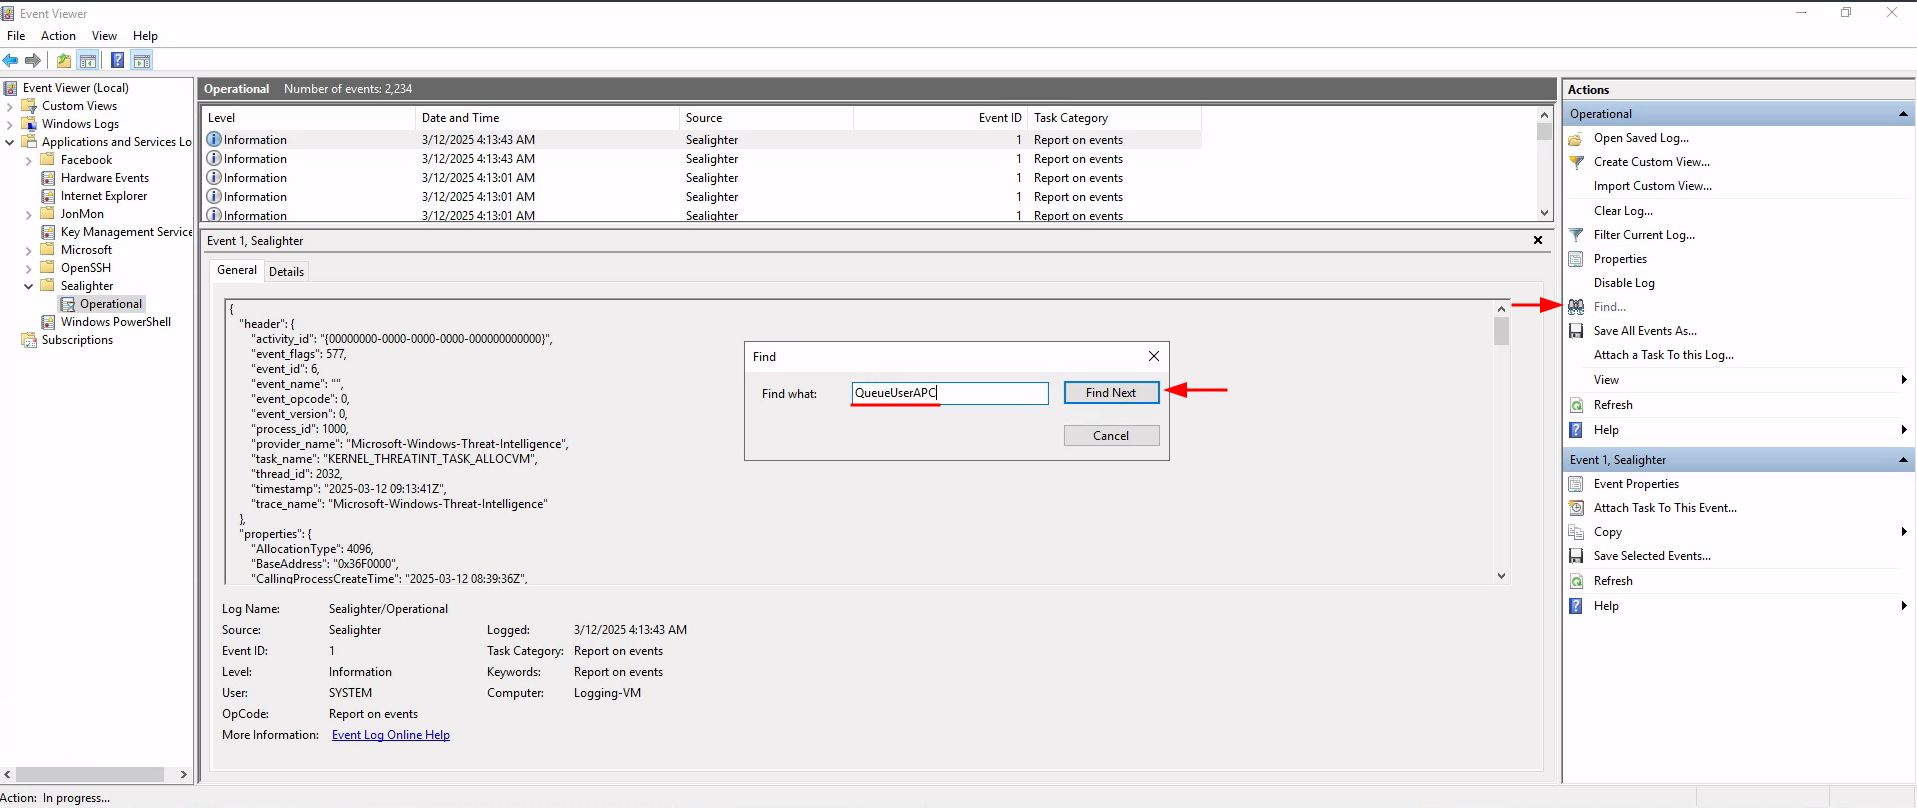 Event Viewer
File Action View Help
Event Viewer (Local)
Custom Views
Windows Logs
Applications and Services Lo
Facebook
Hardware Events
Internet Explorer
JonMon
Key Management Service
Microsoft
OpenSSH
Sealighter
Operational
Windows PowerShell
Subscriptions
Operational Number of events: 2,234
Level Date and Time Source Event ID Task Category
Information 3/12/2025 4:13:43 AM Sealighter 1 Report on events
Information 3/12/2025 4:13:43 AM Sealighter 1 Report on events
Information 3/12/2025 4:13:01 AM Sealighter 1 Report on events
Information 3/12/2025 4:13:01 AM Sealighter 1 Report on events
Information 3/12/2025 4:13:01 AM Sealighter 1 Report on events
Event 1, Sealighter
General Details
{
"header": {
"activity_id": "{00000000-0000-0000-0000-000000000000}",
"event_flags": 577,
"event_id": 6,
"event_name": "",
"event_opcode": 0,
"event_version": 0,
"process_id": 1000,
"provider_name": "Microsoft-Windows-Threat-Intelligence",
"task_name": "KERNEL_THREATINT_TASK_ALLOCVM",
"thread_id": 2032,
"timestamp": "2025-03-12 09:13:41Z",
"trace_name": "Microsoft-Windows-Threat-Intelligence"
},
"properties": {
"AllocationType": 4096,
"BaseAddress": "0x36F0000",
"CallingProcessCreateTime": "2025-03-12 08:39:36Z",
Log Name: Sealighter/Operational
Source: Sealighter Logged: 3/12/2025 4:13:43 AM
Event ID: 1 Task Category: Report on events
Level: Information Keywords: Report on events
User: SYSTEM Computer: Logging-VM
OpCode: Report on events
More Information: Event Log Online Help
Find
Find what: QueueUserAPC Find Next
Cancel
Actions
Operational
Open Saved Log...
Create Custom View...
Import Custom View...
Clear Log...
Filter Current Log...
Properties
Disable Log
Find...
Save All Events As...
Attach a Task To this Log...
View
Refresh
Help
Event 1, Sealighter
Event Properties
Attach Task To This Event...
Copy
Save Selected Events...
Refresh
Help
Action: In progress...